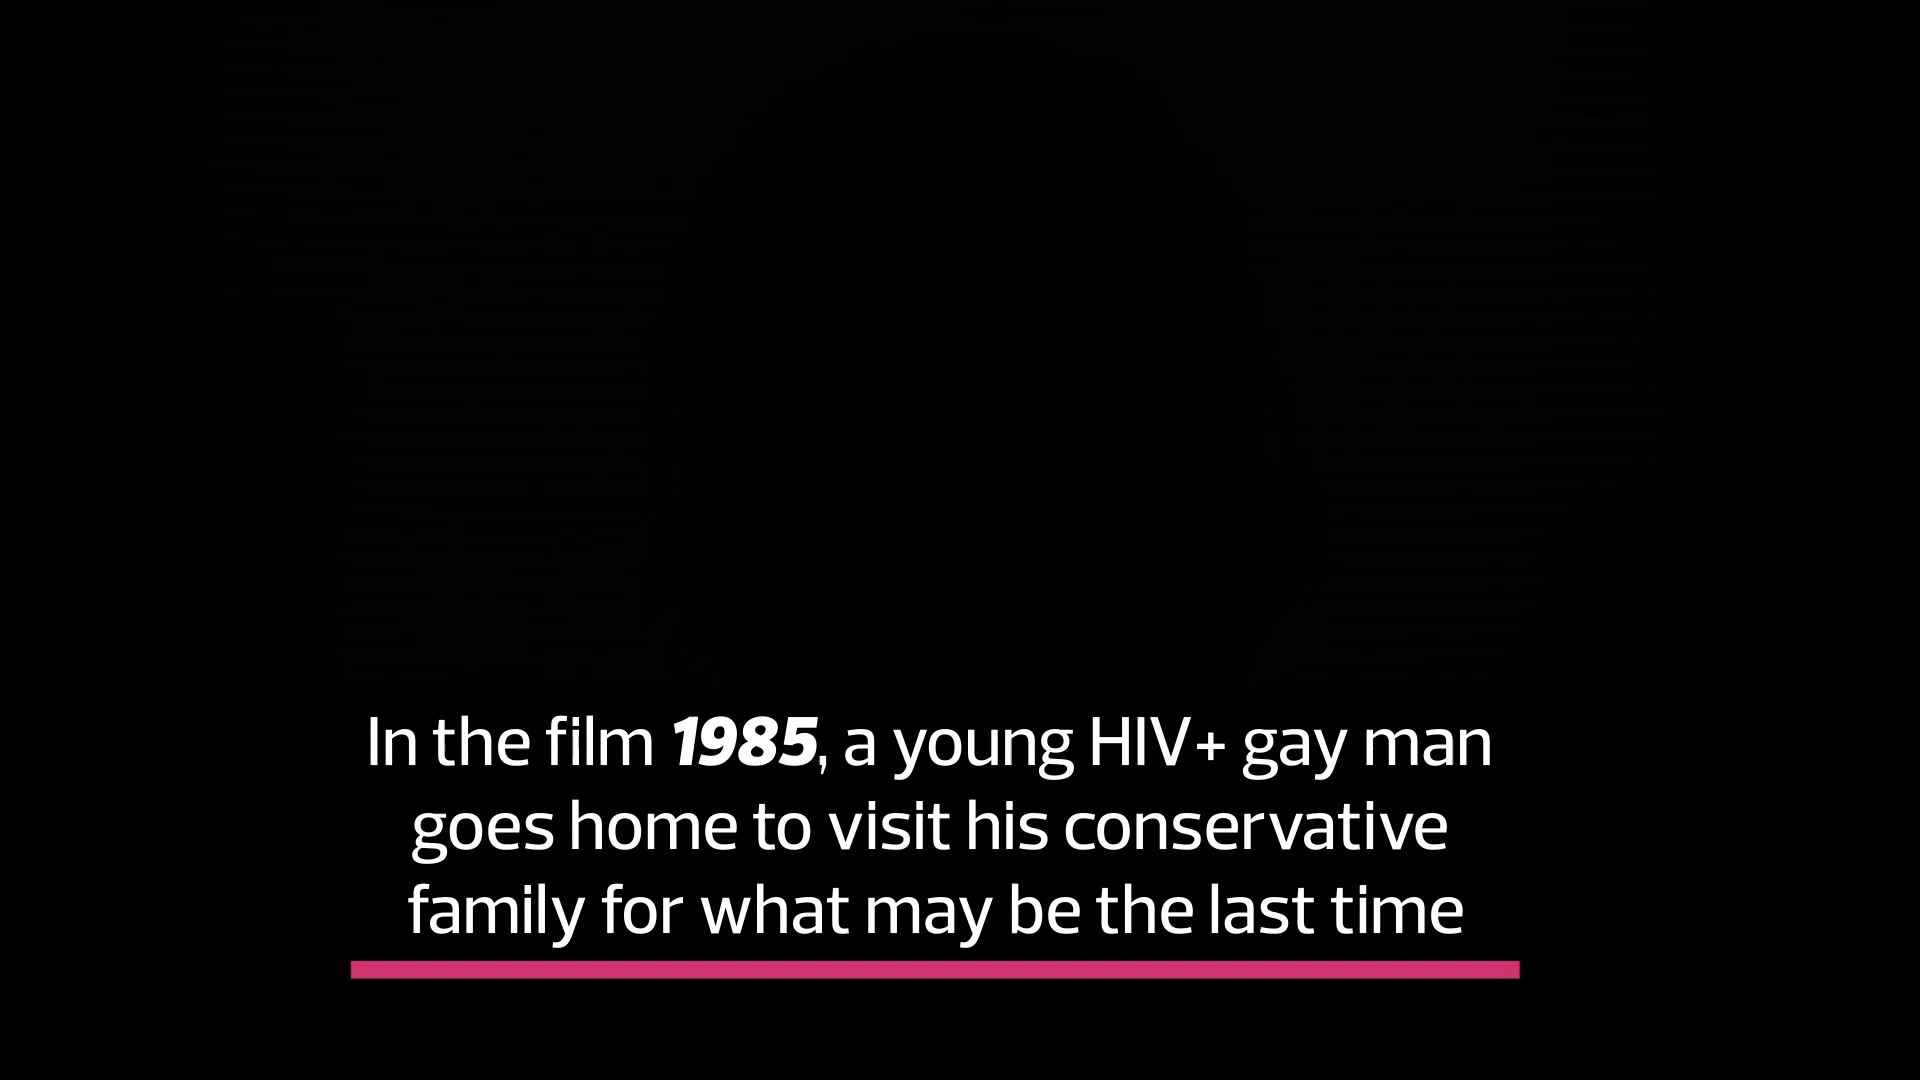 In the film 1985, a young HIV+ gay man
goes home to visit his conservative
family for what may be the last time